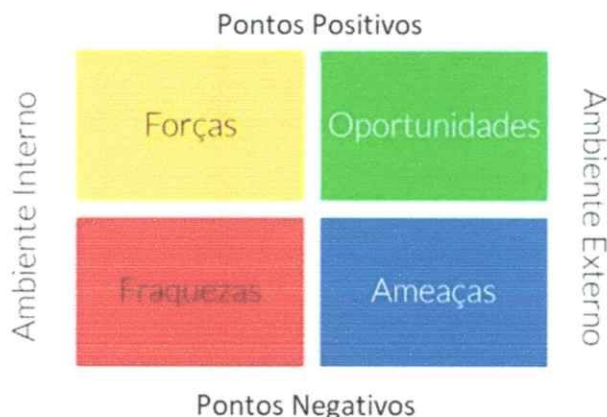 Pontos Positivos
Ambiente Interno
Forças
Oportunidades
Ambiente Externo
Fraquezas
Ameaças
Pontos Negativos